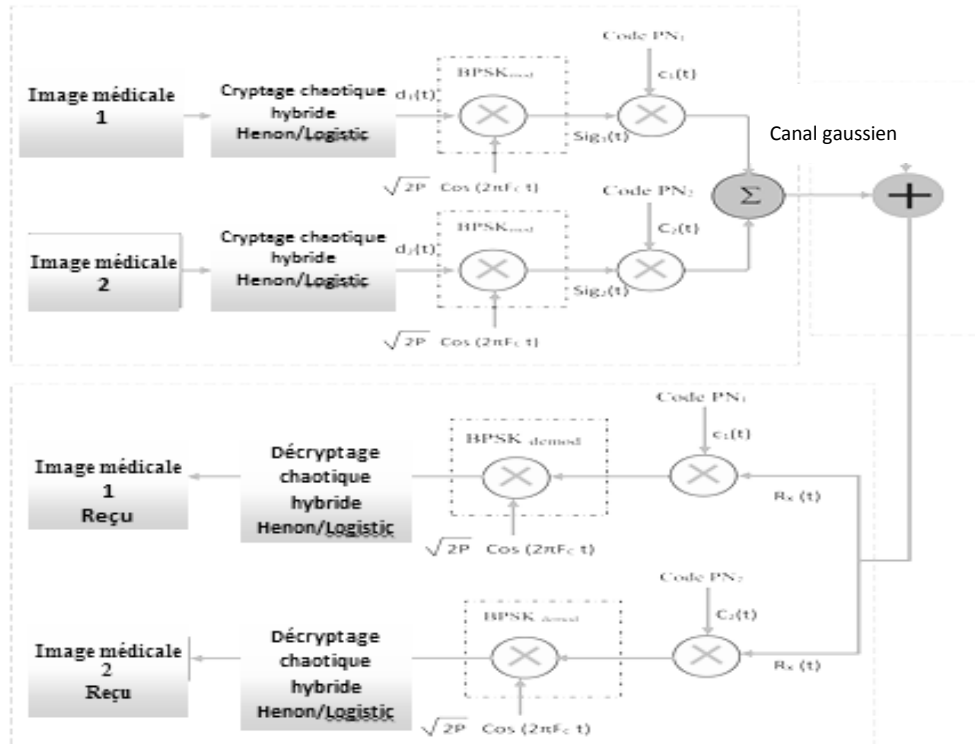 Code PN₁
BPSKmod
c₁(t)
Image médicale
1
Cryptage chaotique
hybride
Henon/Logistic
d₁(t)
Sig₁(t)
Canal gaussien
√2P Cos (2πFc t)
Code PN₂
Σ
BPSKmod
C₂(t)
Image médicale
2
Cryptage chaotique
hybride
Henon/Logistic
d₂(t)
Sig₂(t)
√2P Cos (2πFc t)
Code PN₁
BPSK demod
c₁(t)
Image médicale
1
Reçu
Décryptage
chaotique
hybride
Henon/Logistic
Rx (t)
√2P Cos (2πFc t)
Code PN₂
BPSK demod
C₂(t)
Image médicale
2
Reçu
Décryptage
chaotique
hybride
Henon/Logistic
Rx (t)
√2P Cos (2πFc t)